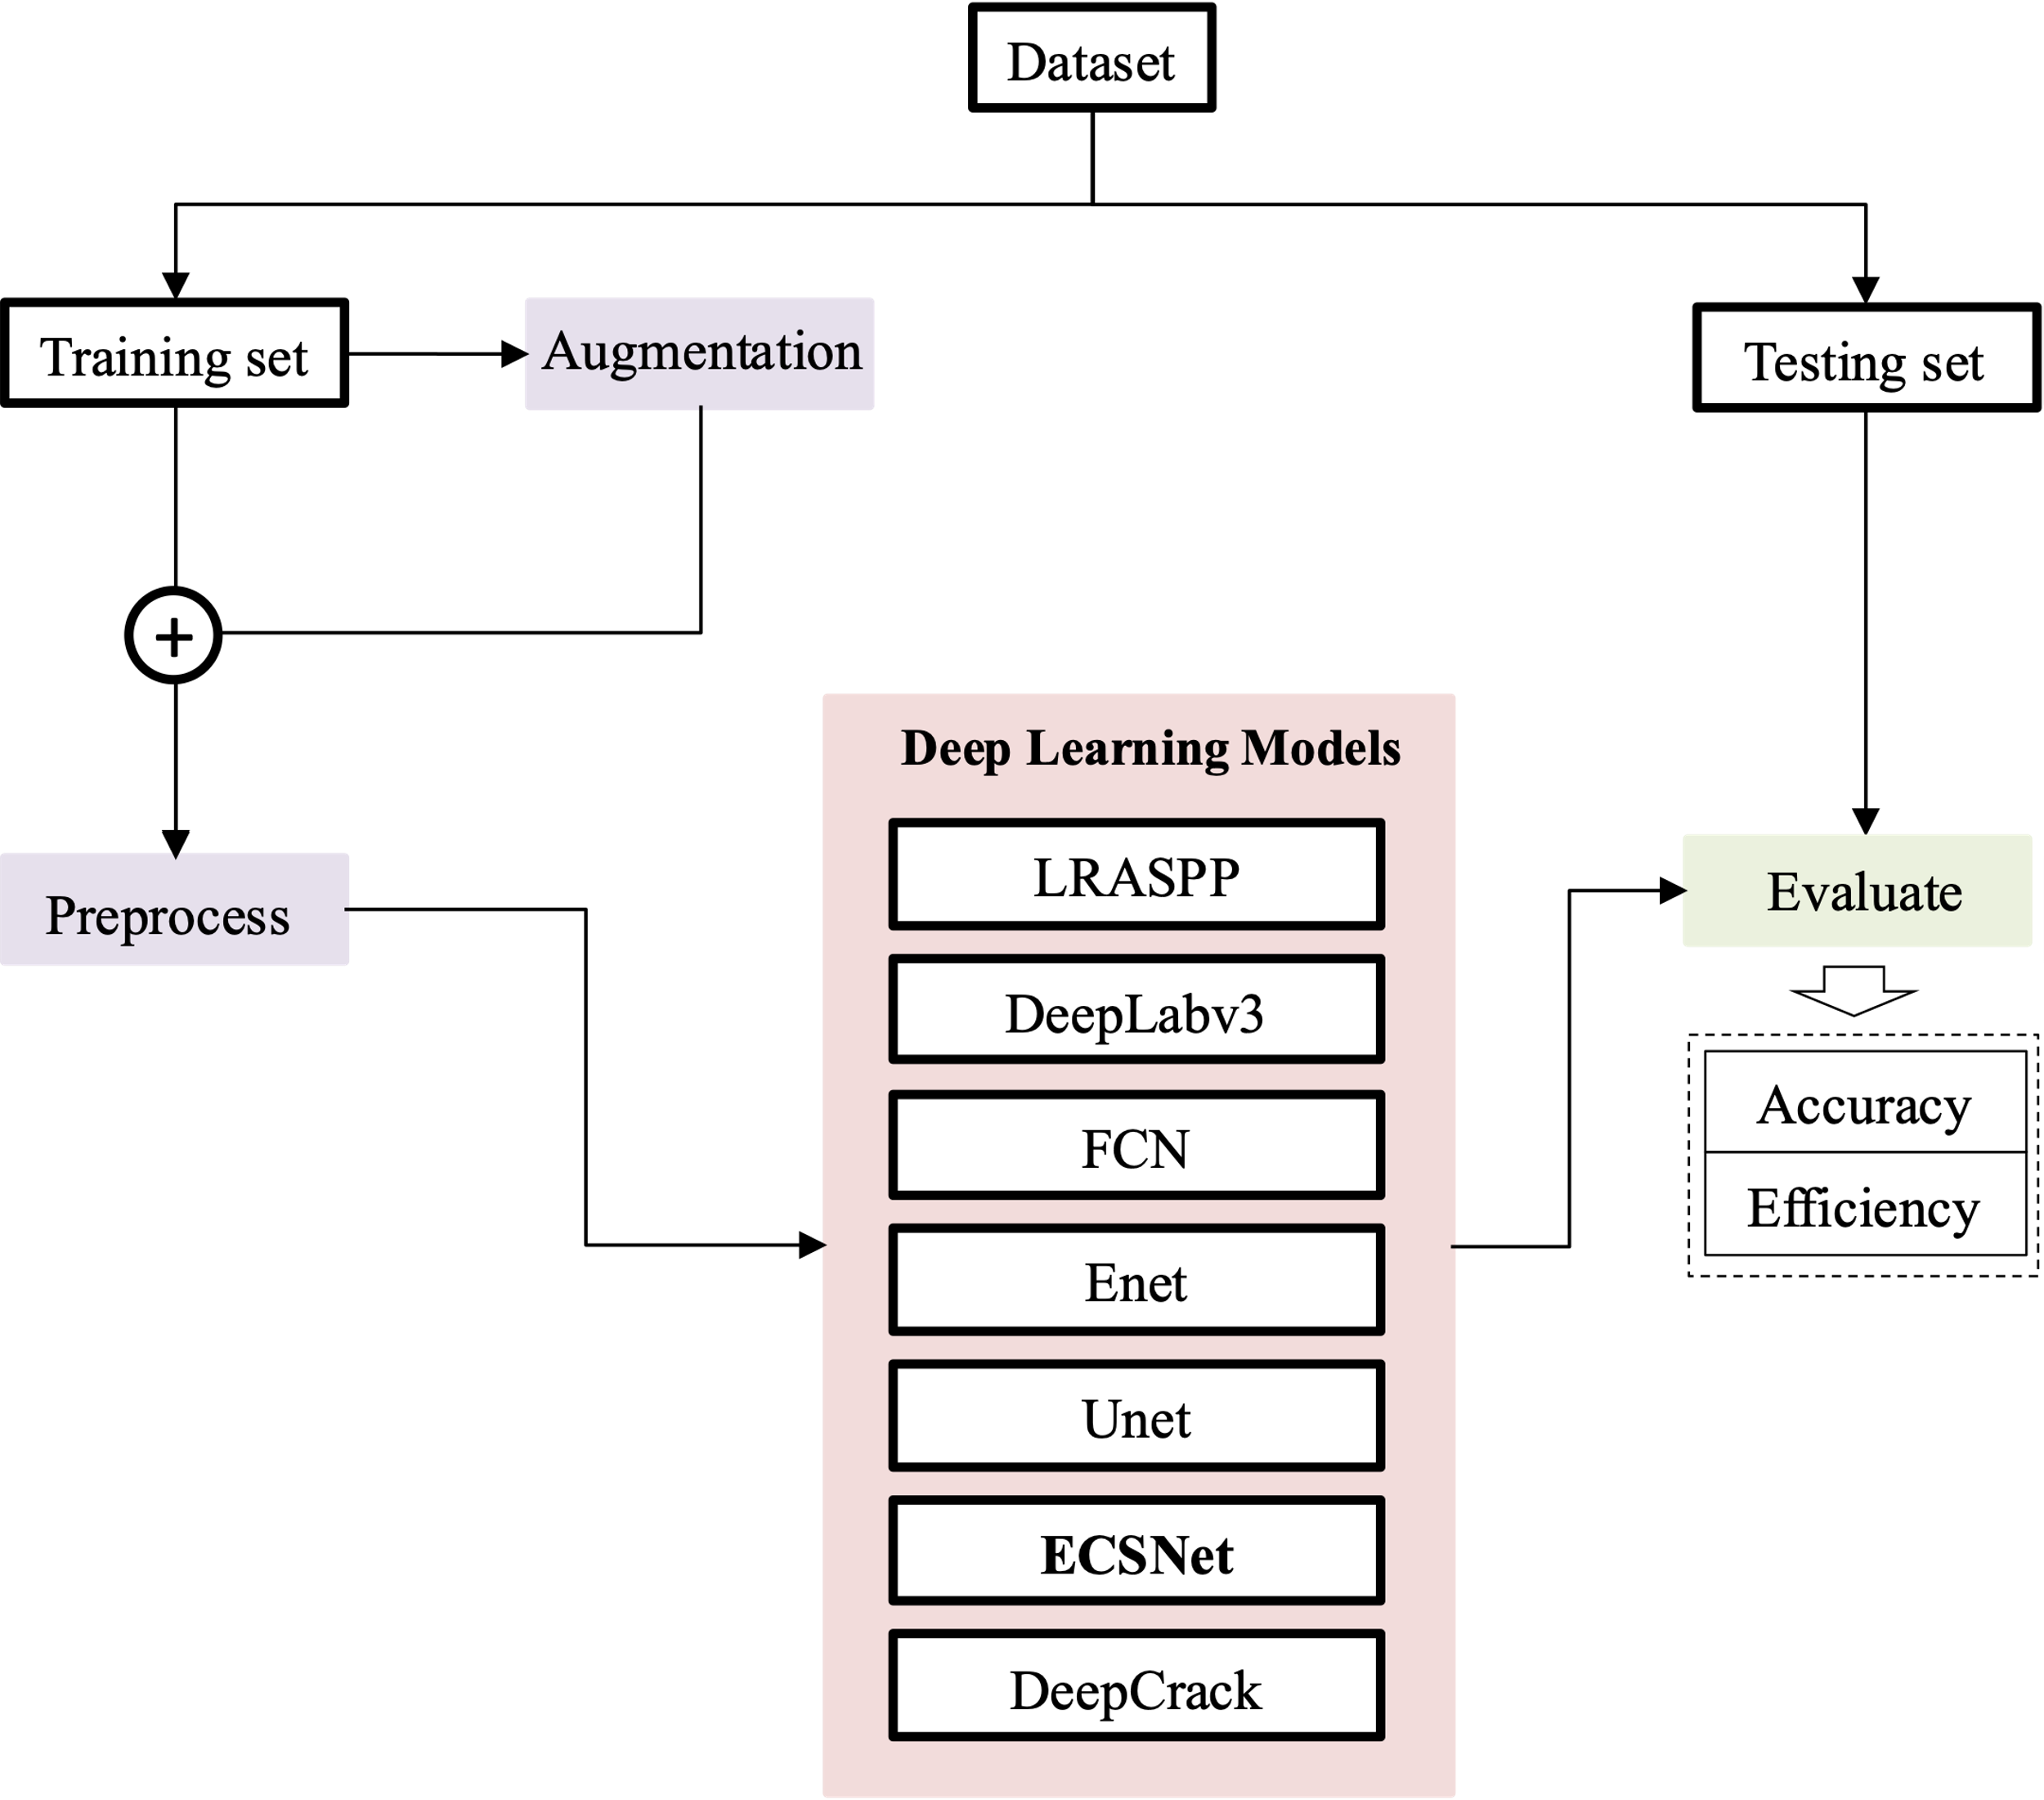 Dataset
Training set
Augmentation
Testing set
+
Preprocess
Deep Learning Models
LRASPP
DeepLabv3
FCN
Enet
Unet
ECSNet
DeepCrack
Evaluate
Accuracy
Efficiency